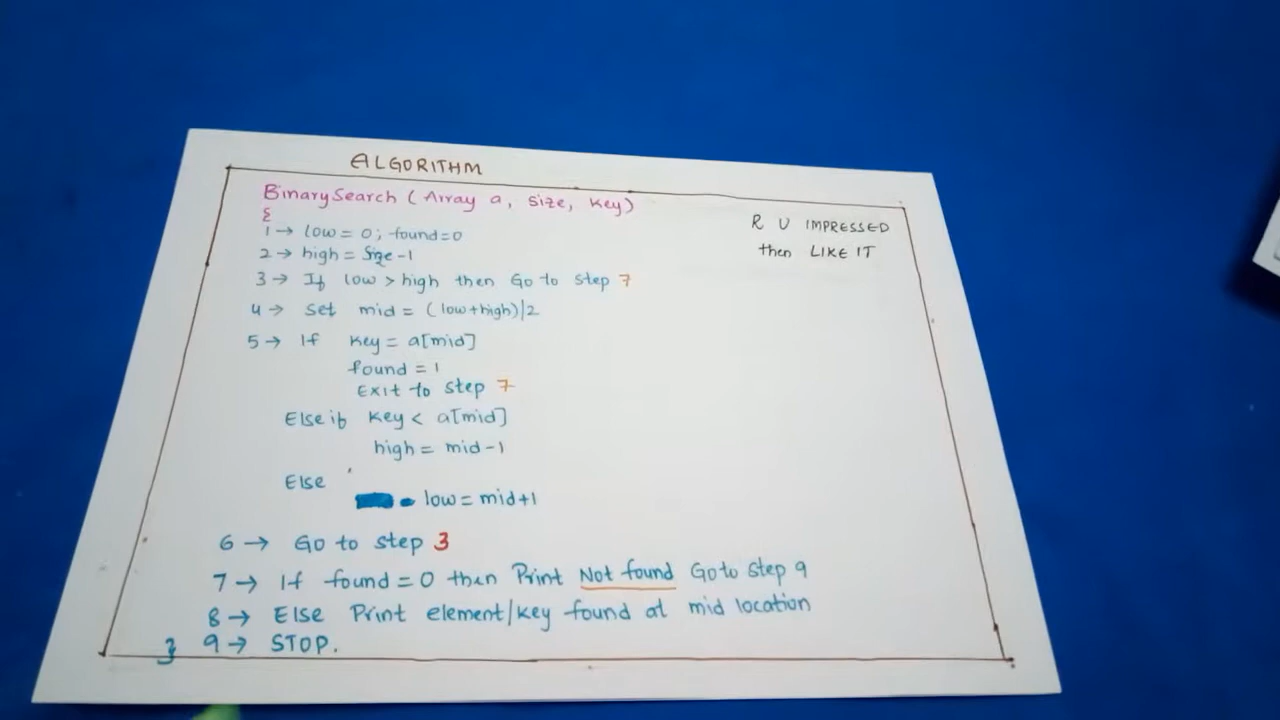 ALGORITHM
BinarySearch (Array a, size, key)
{
1→ low = 0; found=0
2→ high = Size-1
3→ If low > high then Go to step 7
4→ set mid = (low+high)/2
5→ If key = a[mid]
found = 1
Exit to step 7
Else if key < a[mid]
high = mid-1
Else
low = mid+1
6→ Go to step 3
7→ If found = 0 then Print Not found Go to step 9
8→ Else Print element/key found at mid location
} 9→ STOP.
R U IMPRESSED
then LIKE IT